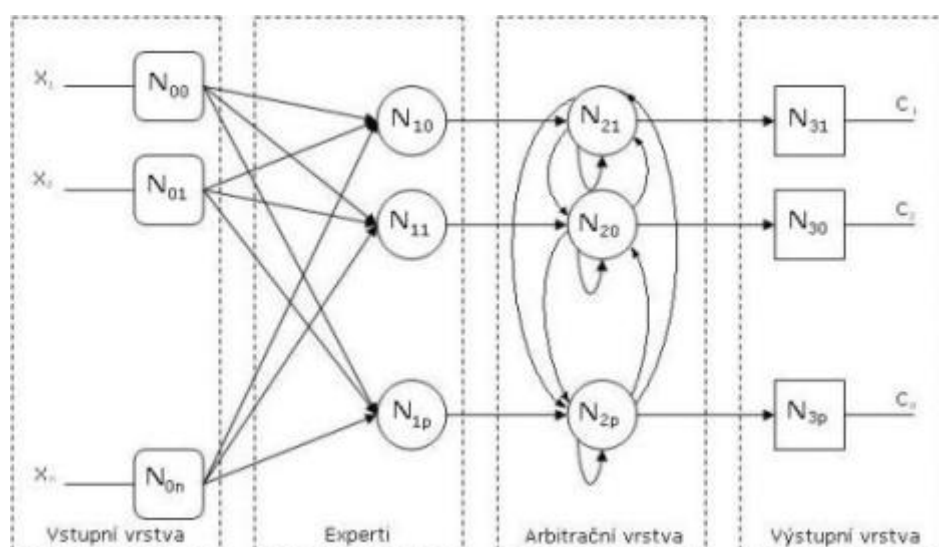 X₁ N₀₀ N₁₀ N₂₁ N₃₁ C₁
X₂ N₀₁ N₁₁ N₂₀ N₃₀ C₂
N₁ₚ N₂ₚ N₃ₚ
Xₙ N₀ₙ
Vstupní vrstva Experti Arbitrační vrstva Výstupní vrstva